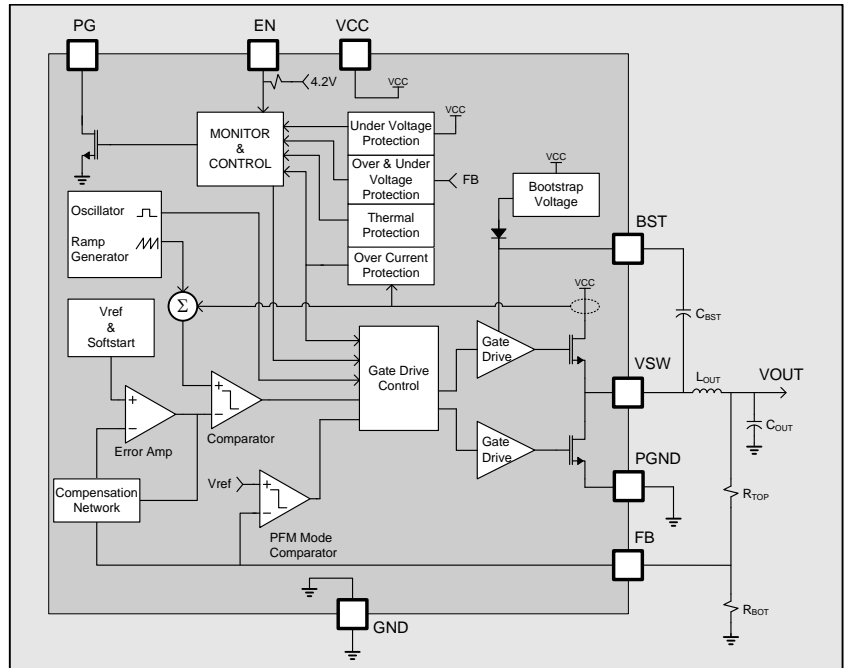 PG
EN
VCC
4.2V
VCC
MONITOR
&
CONTROL
Under Voltage
Protection
VCC
Over & Under
Voltage
Protection
FB
Thermal
Protection
Over Current
Protection
VCC
Bootstrap
Voltage
BST
Oscillator
Ramp
Generator
Σ
VCC
CBST
Vref
&
Softstart
Gate Drive
Control
Gate
Drive
VSW
LOUT
VOUT
COUT
+
−
Error Amp
+
−
Comparator
Gate
Drive
PGND
Compensation
Network
Vref
+
−
PFM Mode
Comparator
RTOP
FB
RBOT
GND